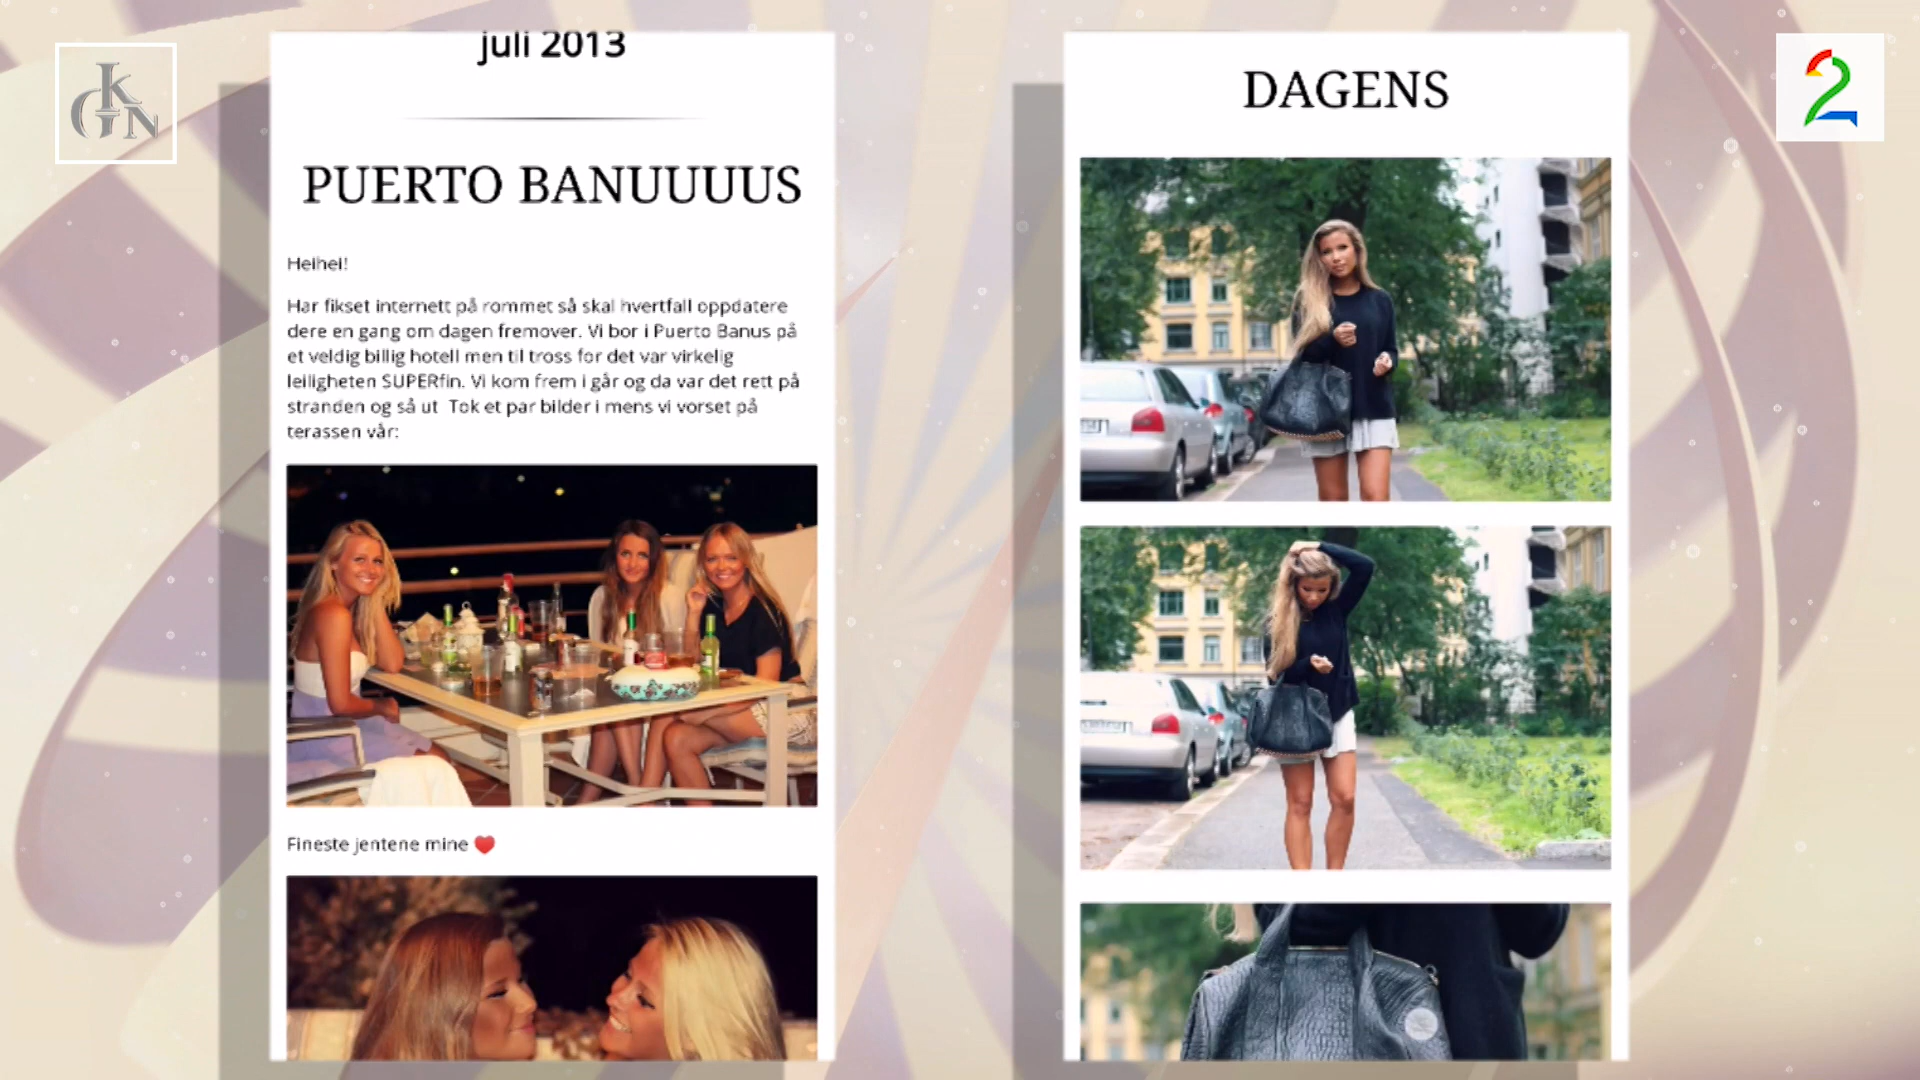 juli 2013
PUERTO BANUUUUS
Heihei!
Har fikset internett på rommet så skal hvertfall oppdatere
dere en gang om dagen fremover. Vi bor i Puerto Banus på
et veldig billig hotell men til tross for det var virkelig
leiligheten SUPERfin. Vi kom frem i går og da var det rett på
stranden og så ut  Tok et par bilder i mens vi vorset på
terassen vår:
Fineste jentene mine ❤
DAGENS
KGN
2